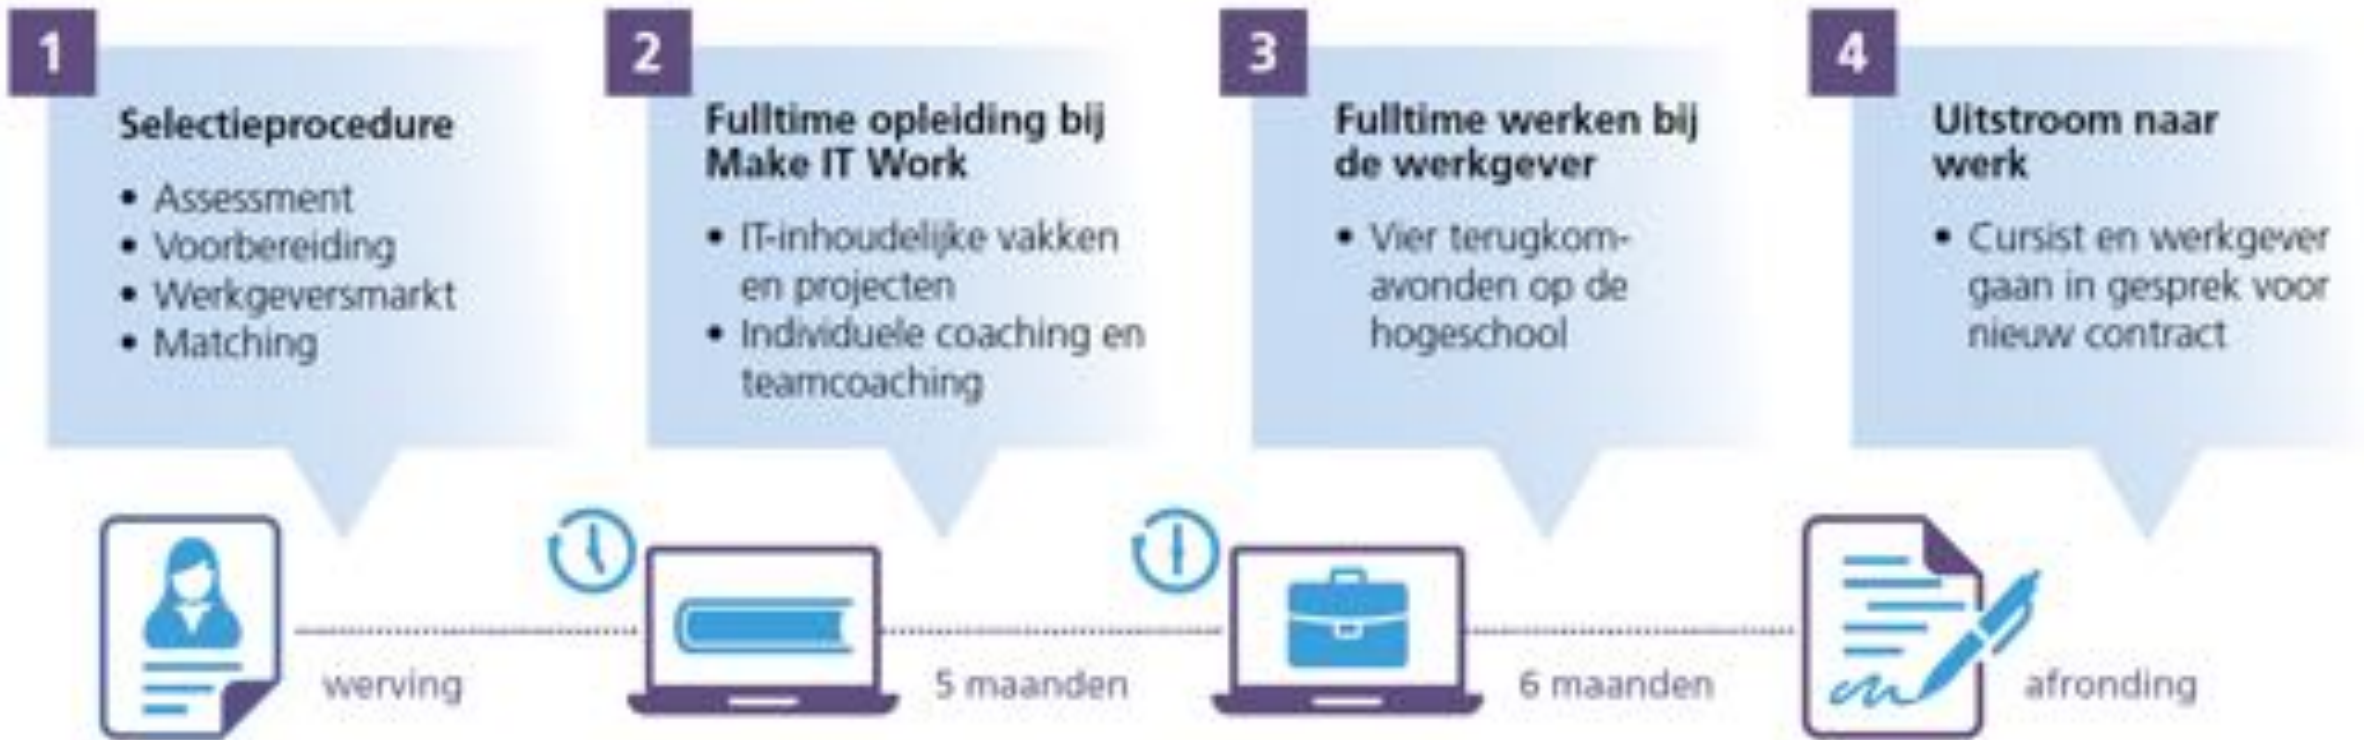 1
Selectieprocedure
• Assessment
• Voorbereiding
• Werkgeversmarkt
• Matching
werving
2
Fulltime opleiding bij
Make IT Work
• IT-inhoudelijke vakken
en projecten
• Individuele coaching en
teamcoaching
5 maanden
3
Fulltime werken bij
de werkgever
• Vier terugkom-
avonden op de
hogeschool
6 maanden
4
Uitstroom naar
werk
• Cursist en werkgever
gaan in gesprek voor
nieuw contract
afronding